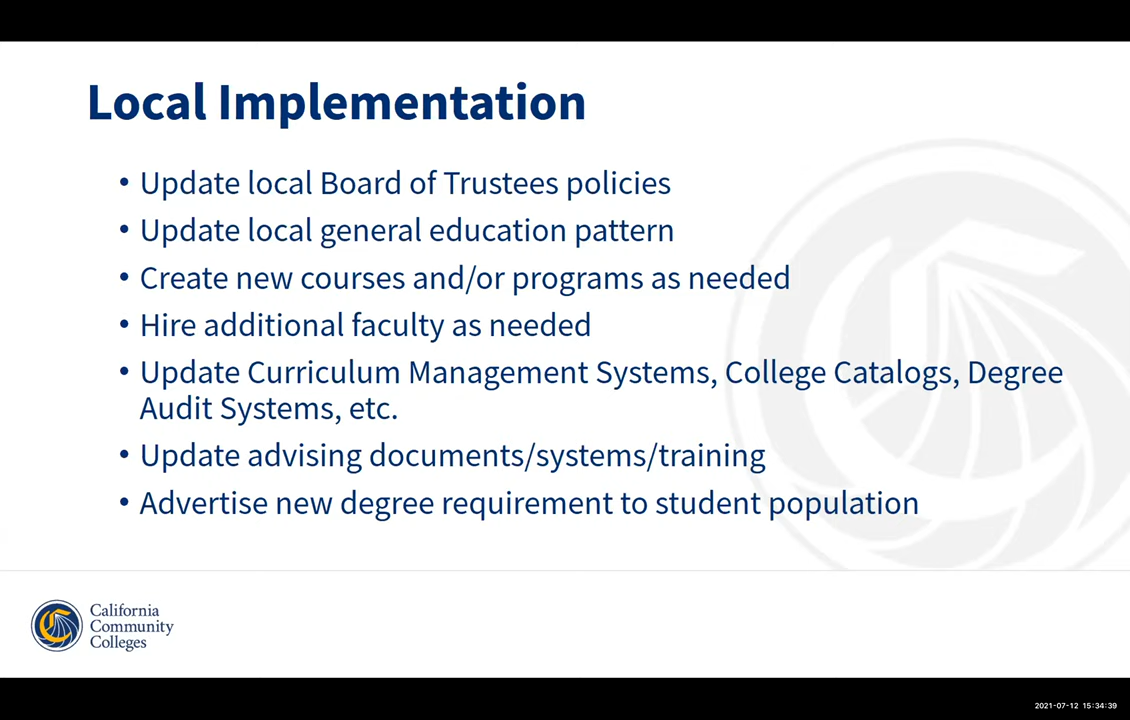 Local Implementation
• Update local Board of Trustees policies
• Update local general education pattern
• Create new courses and/or programs as needed
• Hire additional faculty as needed
• Update Curriculum Management Systems, College Catalogs, Degree
Audit Systems, etc.
• Update advising documents/systems/training
• Advertise new degree requirement to student population
California
Community
Colleges
2021-07-12 15:34:39